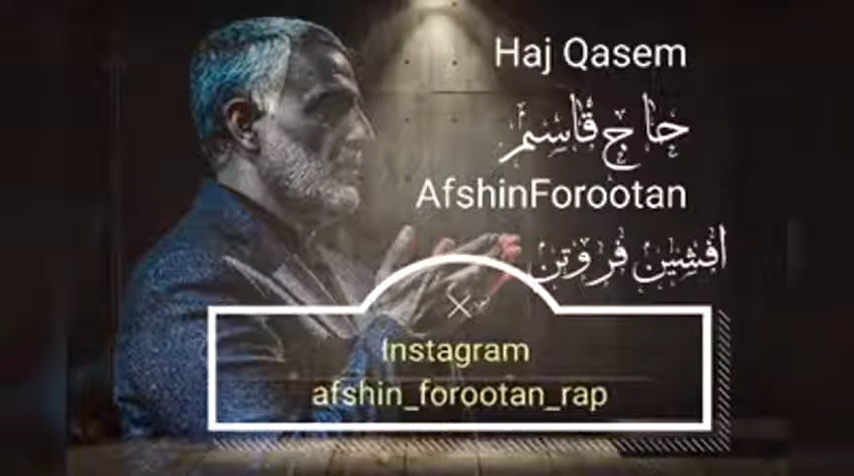 Haj Qasem
حاج قاسم
AfshinForootan
افشین فروتن
Instagram
afshin_forootan_rap